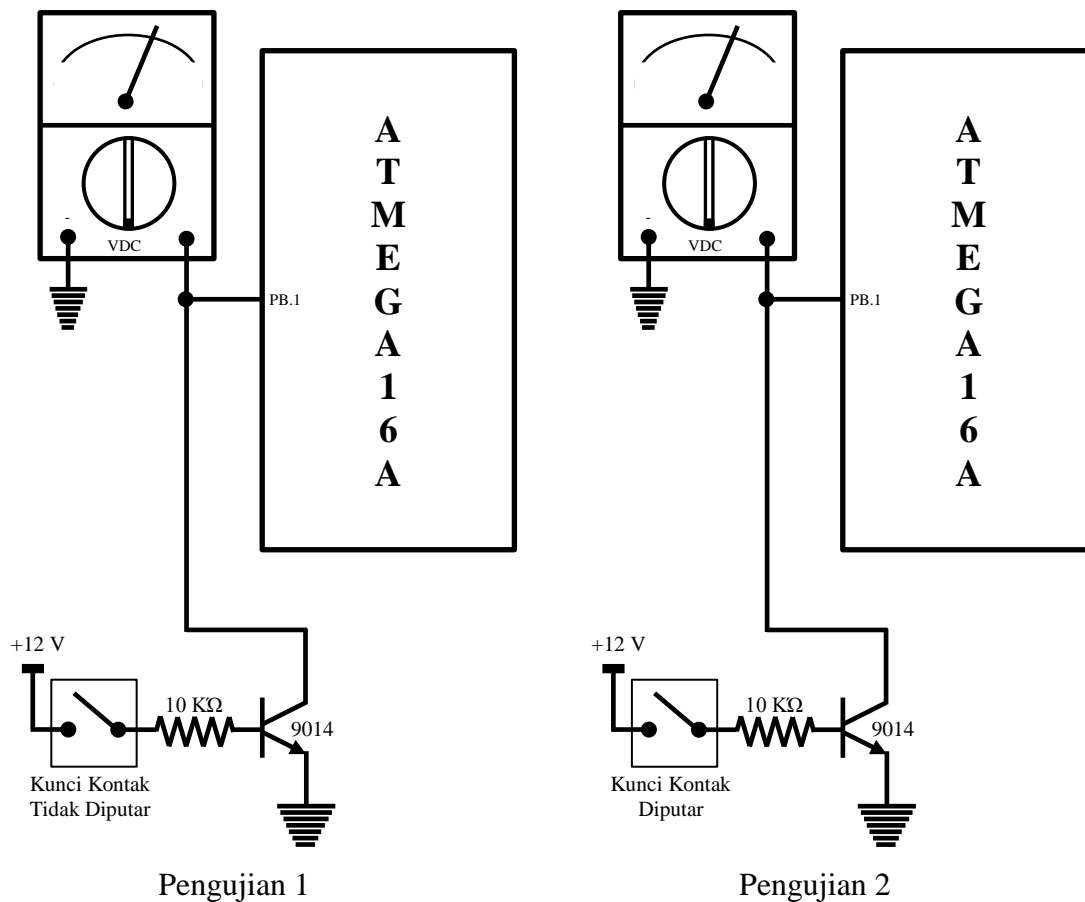 -
VDC
PB.1
A
T
M
E
G
A
1
6
A
+12 V
10 KΩ
9014
Kunci Kontak
Tidak Diputar
Pengujian 1
-
VDC
PB.1
A
T
M
E
G
A
1
6
A
+12 V
10 KΩ
9014
Kunci Kontak
Diputar
Pengujian 2